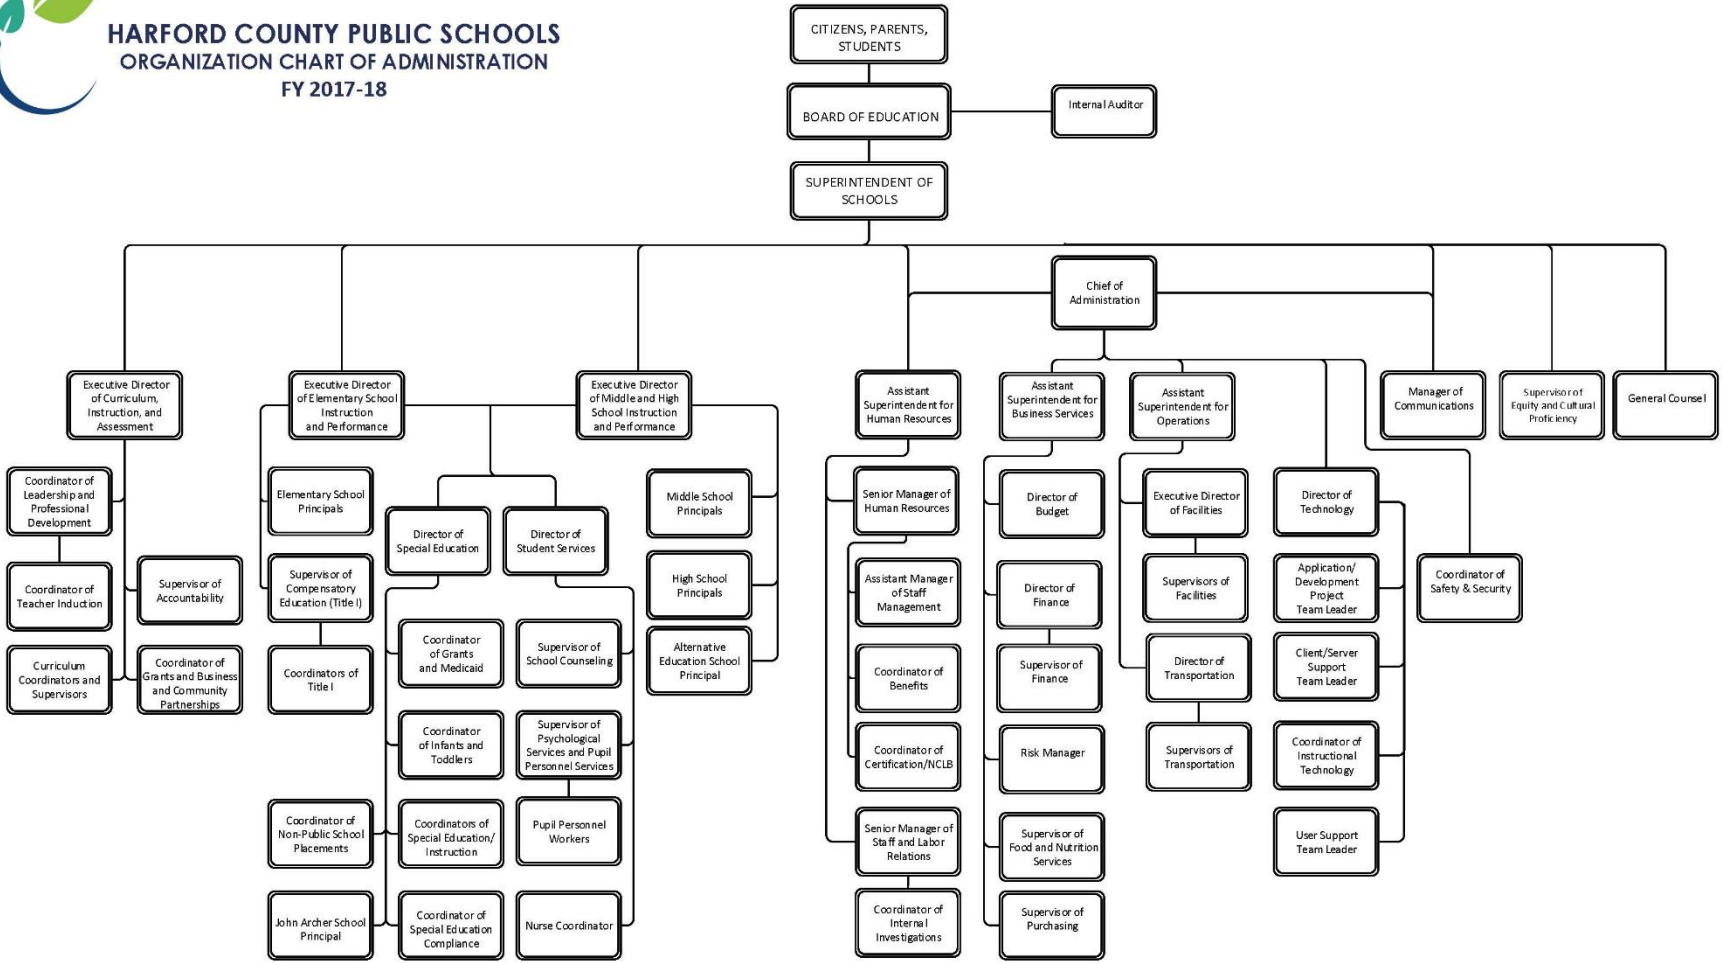 HARFORD COUNTY PUBLIC SCHOOLS
ORGANIZATION CHART OF ADMINISTRATION
FY 2017-18
CITIZENS, PARENTS,
STUDENTS
BOARD OF EDUCATION
Internal Auditor
SUPERINTENDENT OF
SCHOOLS
Chief of
Administration
Executive Director
of Curriculum,
Instruction, and
Assessment
Executive Director
of Elementary School
Instruction
and Performance
Executive Director
of Middle and High
School Instruction
and Performance
Assistant
Superintendent for
Human Resources
Assistant
Superintendent for
Business Services
Assistant
Superintendent for
Operations
Manager of
Communications
Supervisor of
Equity and Cultural
Proficiency
General Counsel
Coordinator of
Leadership and
Professional
Development
Elementary School
Principals
Director of
Special Education
Director of
Student Services
Middle School
Principals
Senior Manager of
Human Resources
Director of
Budget
Executive Director
of Facilities
Director of
Technology
Coordinator of
Teacher Induction
Supervisor of
Accountability
Supervisor of
Compensatory
Education (Title I)
High School
Principals
Assistant Manager
of Staff
Management
Director of
Finance
Supervisors of
Facilities
Application/
Development
Project
Team Leader
Coordinator of
Safety & Security
Curriculum
Coordinators and
Supervisors
Coordinator of
Grants and Business
and Community
Partnerships
Coordinators of
Title I
Coordinator
of Grants
and Medicaid
Supervisor of
School Counseling
Alternative
Education School
Principal
Coordinator of
Benefits
Supervisor of
Finance
Director of
Transportation
Client/Server
Support
Team Leader
Coordinator
of Infants and
Toddlers
Supervisor of
Psychological
Services and Pupil
Personnel Services
Coordinator of
Certification/NCLB
Risk Manager
Supervisors of
Transportation
Coordinator of
Instructional
Technology
Coordinator of
Non-Public School
Placements
Coordinators of
Special Education/
Instruction
Pupil Personnel
Workers
Senior Manager of
Staff and Labor
Relations
Supervisor of
Food and Nutrition
Services
User Support
Team Leader
John Archer School
Principal
Coordinator of
Special Education
Compliance
Nurse Coordinator
Coordinator of
Internal
Investigations
Supervisor of
Purchasing